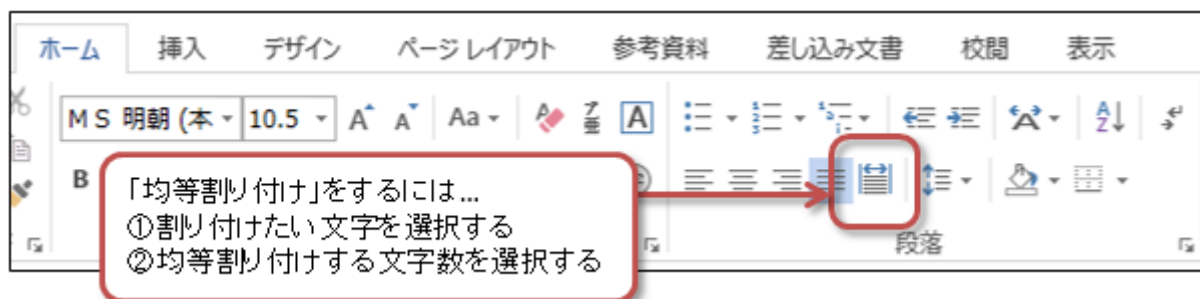 ホーム 挿入 デザイン ページ レイアウト 参考資料 差し込み文書 校閲 表示
ＭＳ 明朝 (本 10.5 A A Aa A
B
「均等割り付け」をするには…
①割り付けたい文字を選択する
②均等割り付けする文字数を選択する
段落